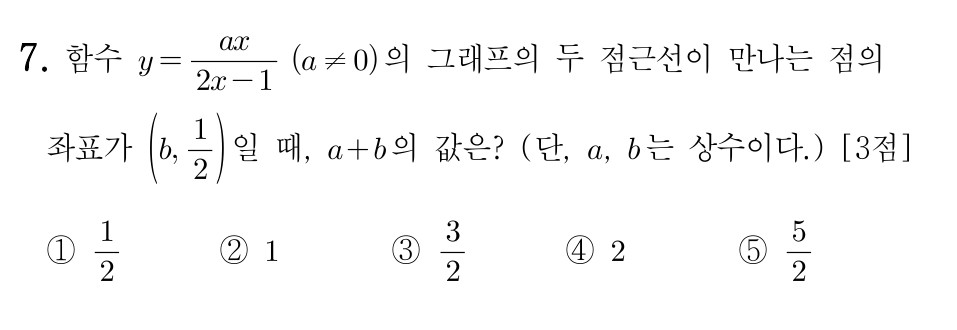 7. 함수 y = ax/(2x-1) (a ≠ 0)의 그래프의 두 점근선이 만나는 점의
좌표가 (b, 1/2)일 때, a+b의 값은? (단, a, b는 상수이다.) [3점]
① 1/2 ② 1 ③ 3/2 ④ 2 ⑤ 5/2